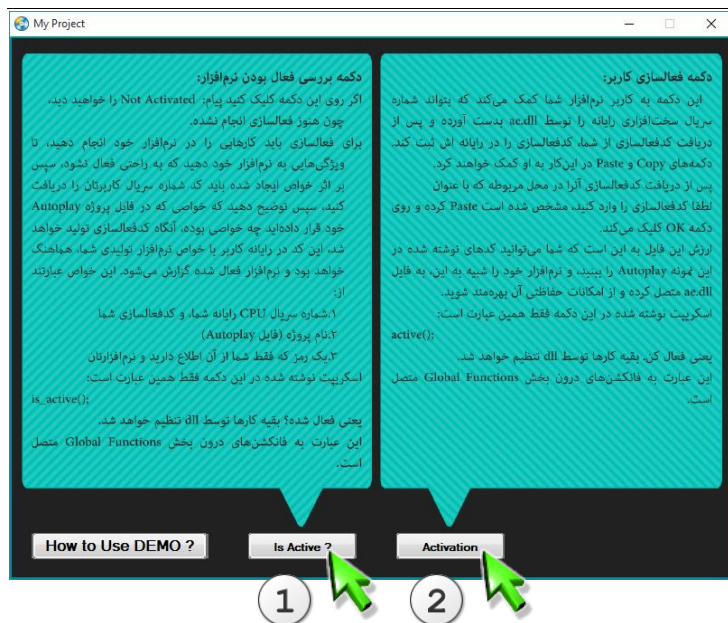 My Project
دکمه فعالسازی کاربر:
این دکمه به کاربر نرم‌افزار شما کمک می‌کند که بتواند شماره
سریال سخت‌افزاری رایانه را توسط ae.dll بدست آورده و پس از
دریافت کدفعالسازی از شما، کدفعالسازی را در رایانه اش ثبت کند.
دکمه‌های Copy و Paste در این‌کار به او کمک خواهند کرد.
پس از دریافت کدفعالسازی آنرا در محل مربوطه که با عنوان
لطفا کدفعالسازی را وارد کنید، مشخص شده است Paste کرده و روی
دکمه OK کلیک می‌کند.
ارزش این فایل به این است که شما می‌توانید کدهای نوشته شده در
این نمونه Autoplay را ببینید، و نرم‌افزار خود را شبیه به این، به فایل
ae.dll متصل کرده و از امکانات حفاظتی آن بهره‌مند شوید.
اسکریپت نوشته شده در این دکمه فقط همین عبارت است:
active();
یعنی فعال کن. بقیه کارها توسط dll تنظیم خواهد شد.
این عبارت به فانکشن‌های درون بخش Global Functions متصل
است.
دکمه بررسی فعال بودن نرم‌افزار:
اگر روی این دکمه کلیک کنید پیام: Not Activated را خواهید دید،
چون هنوز فعالسازی انجام نشده.
برای فعالسازی باید کارهایی را در نرم‌افزار خود انجام دهید، تا
ویژگی‌هایی به نرم‌افزار خود دهید که به راحتی فعال نشود، سپس
بر اثر خواص ایجاد شده باید کد شماره سریال کاربرتان را دریافت
کنید، سپس توضیح دهید که خواصی که در فایل پروژه Autoplay
خود قرار داده‌اید چه خواصی بوده، آنگاه کدفعالسازی تولید خواهد
شد، این کد در رایانه کاربر با خواص نرم‌افزار تولیدی شما، هماهنگ
خواهد بود و نرم‌افزار فعال شده گزارش می‌شود. این خواص عبارتند
از:
۱.شماره سریال CPU رایانه شما، و کدفعالسازی شما
۲.نام پروژه (فایل Autoplay)
۳.یک رمز که فقط شما از آن اطلاع دارید و نرم‌افزارتان
اسکریپت نوشته شده در این دکمه فقط همین عبارت است:
is_active();
یعنی فعال شده؟ بقیه کارها توسط dll تنظیم خواهد شد.
این عبارت به فانکشن‌های درون بخش Global Functions متصل
است.
How to Use DEMO ?
Is Active ?
Activation
1
2